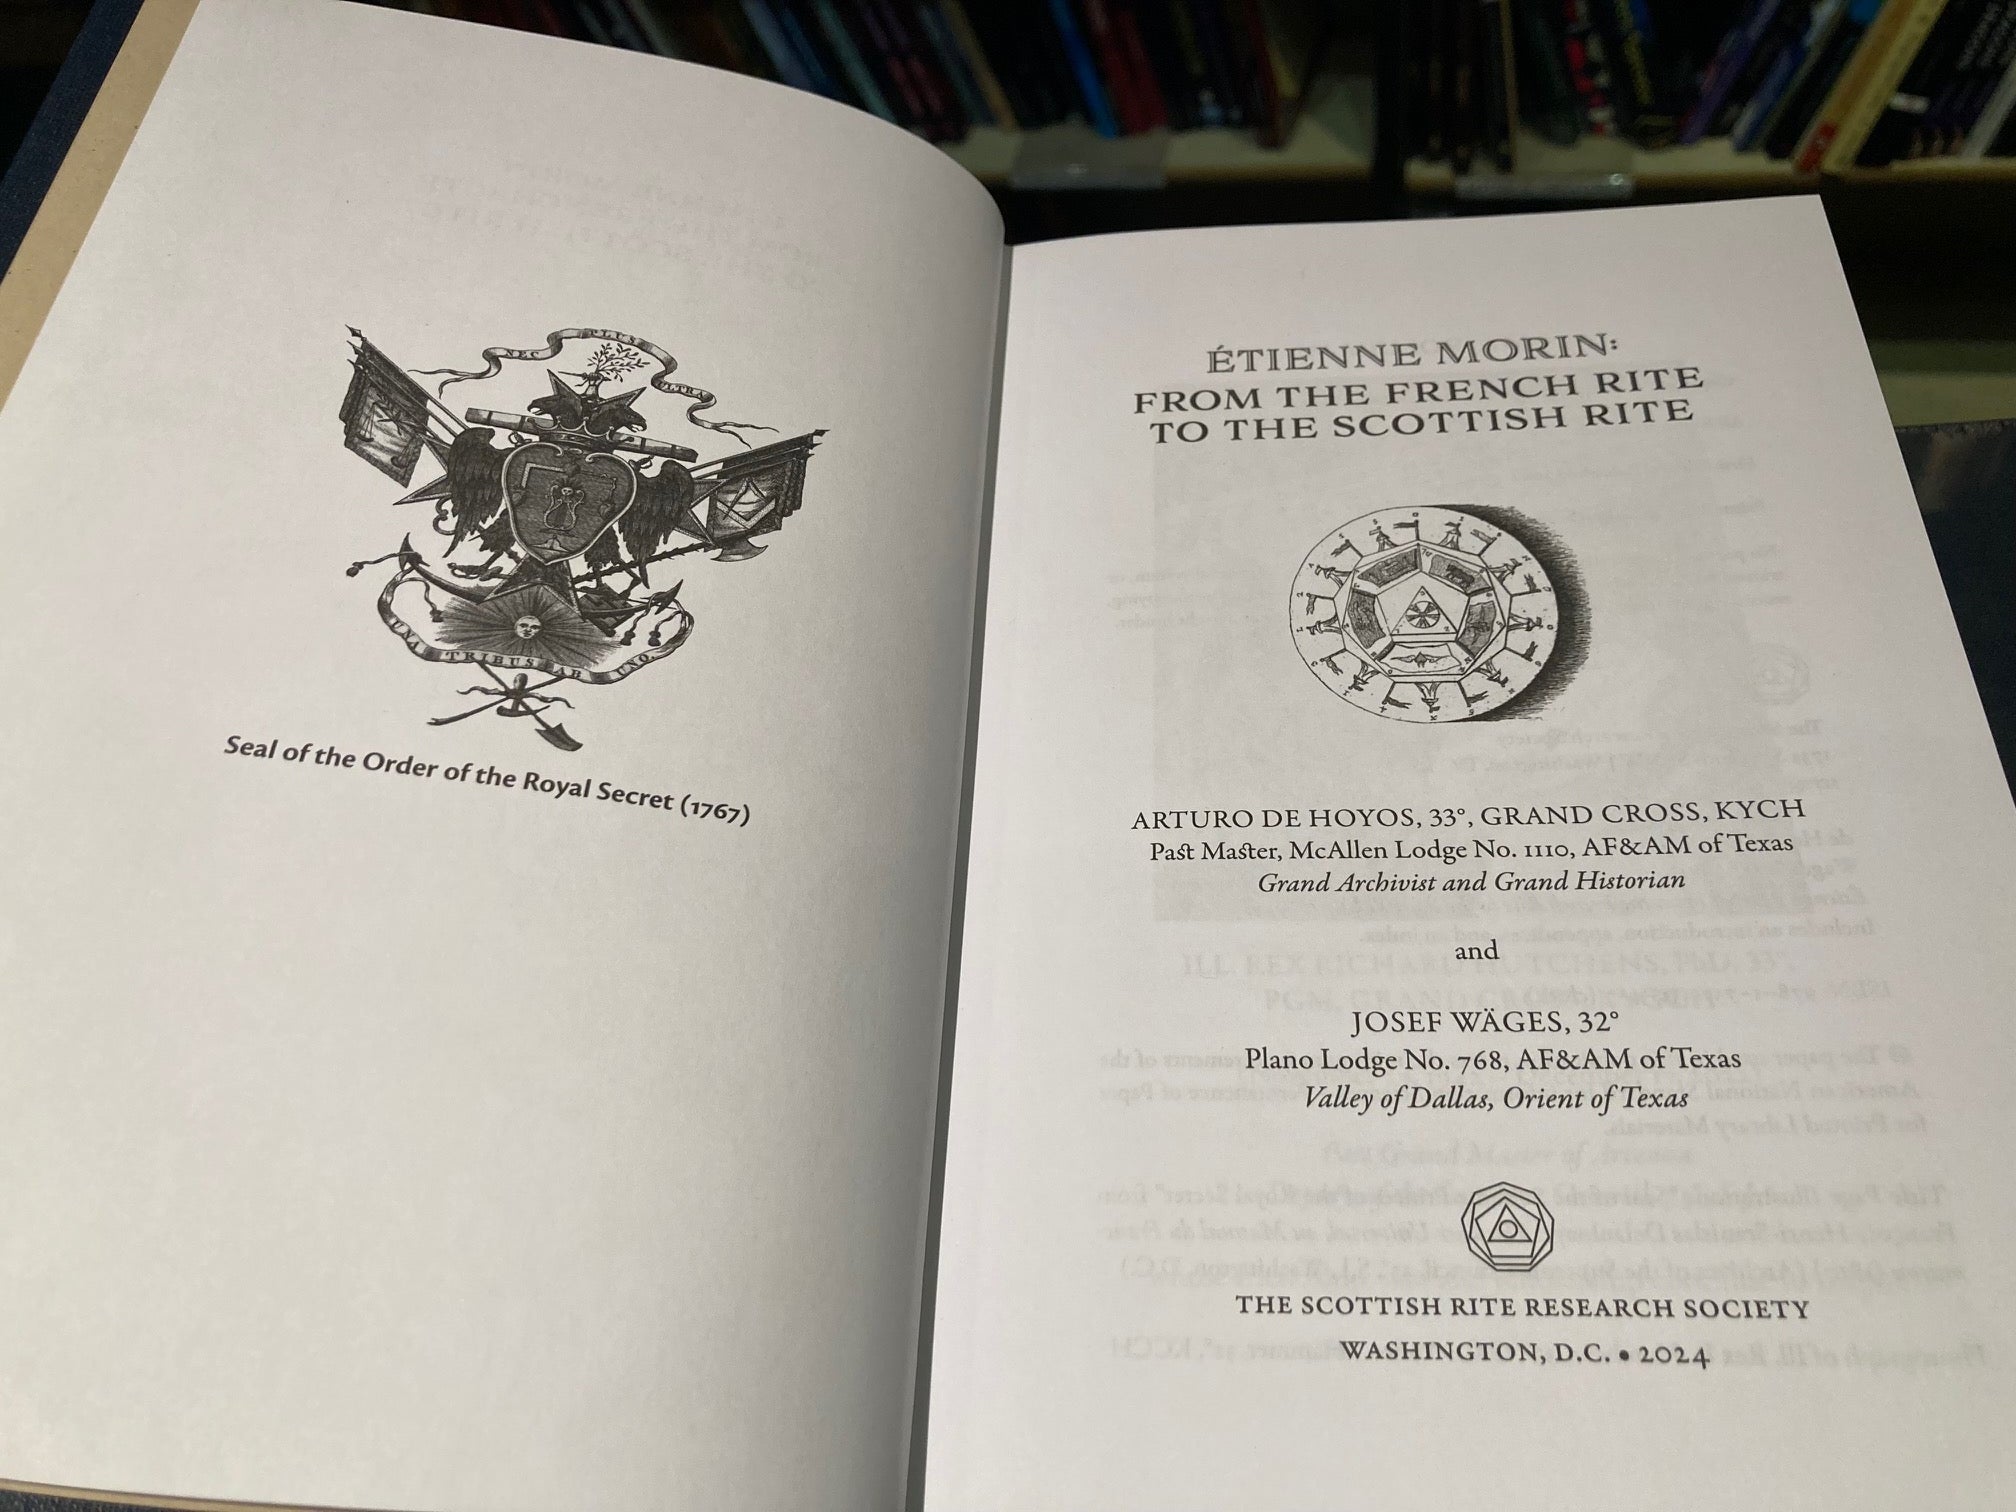 NEC PLUS ULTRA
UNA TRIBUS AB UNO.
Seal of the Order of the Royal Secret (1767)
ÉTIENNE MORIN:
FROM THE FRENCH RITE
TO THE SCOTTISH RITE
ARTURO DE HOYOS, 33°, GRAND CROSS, KYCH
Past Master, McAllen Lodge No. 1110, AF&AM of Texas
Grand Archivist and Grand Historian
and
JOSEF WÄGES, 32°
Plano Lodge No. 768, AF&AM of Texas
Valley of Dallas, Orient of Texas
THE SCOTTISH RITE RESEARCH SOCIETY
WASHINGTON, D.C. • 2024